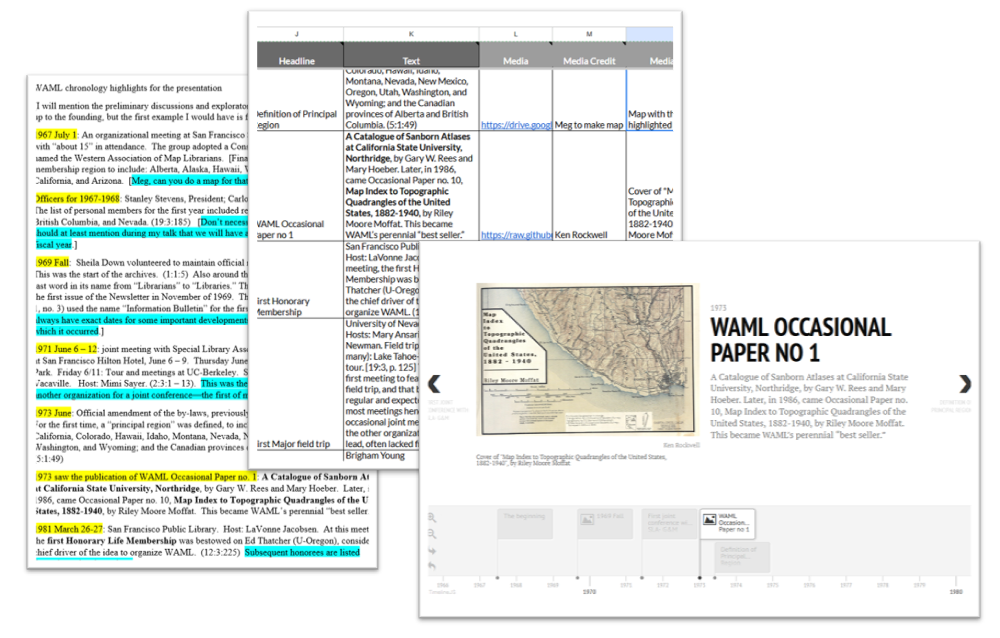 WAML chronology highlights for the presentation
I will mention the preliminary discussions and explorato
up to the founding, but the first example I would have is f
1967 July 1: An organizational meeting at San Francisco
with “about 15” in attendance. The group adopted a Cons
named the Western Association of Map Librarians. [Fina
membership region to include: Alberta, Alaska, Hawaii,
California, and Arizona. [Meg, can you do a map for that
Officers for 1967-1968: Stanley Stevens, President; Carlo
The list of personal members for the first year included re
British Columbia, and Nevada. (19:3:185) [Don’t necess
should at least mention during my talk that we will have a
fiscal year.]
1969 Fall: Sheila Down volunteered to maintain official
This was the start of the archives. (1:1:5) Also around th
last word in its name from “Librarians” to “Libraries.” Th
the first issue of the Newsletter in November of 1969. Th
1, no. 3) used the name “Information Bulletin” for the firs
always have exact dates for some important developments
which it occurred.]
1971 June 6 – 12: joint meeting with Special Library Asso
at San Francisco Hilton Hotel, June 6 – 9. Thursday June
Park. Friday 6/11: Tour and meetings at UC-Berkeley. S
Vacaville. Host: Mimi Sayer. (2:3:1 – 13). This was the
another organization for a joint conference—the first of m
1973 June: Official amendment of the by-laws, previously
For the first time, a “principal region” was defined, to inc
California, Colorado, Hawaii, Idaho, Montana, Nevada, N
Washington, and Wyoming; and the Canadian provinces o
5:1:49)
1973 saw the publication of WAML Occasional Paper no. 1: A Catalogue of Sanborn At
at California State University, Northridge, by Gary W. Rees and Mary Hoeber. Later, i
1986, came Occasional Paper no. 10, Map Index to Topographic Quadrangles of the U
States, 1882-1940, by Riley Moore Moffat. This became WAML’s perennial “best seller
1981 March 26-27: San Francisco Public Library. Host: LaVonne Jacobsen. At this meet
the first Honorary Life Membership was bestowed on Ed Thatcher (U-Oregon), conside
chief driver of the idea to organize WAML. (12:3:225) Subsequent honorees are listed
J K L M
Headline Text Media Media Credit Media
Colorado, Hawaii, Idaho,
Montana, Nevada, New Mexico,
Oregon, Utah, Washington, and
Wyoming; and the Canadian
provinces of Alberta and British
Columbia. (5:1:49)
Definition of Principal
Region
https://drive.googl
Meg to make map
Map with th
highlighted
A Catalogue of Sanborn Atlases
at California State University,
Northridge, by Gary W. Rees and
Mary Hoeber. Later, in 1986,
came Occasional Paper no. 10,
Map Index to Topographic
Quadrangles of the United
States, 1882-1940, by Riley
Moore Moffat. This became
WAML's perennial “best seller.”
WAML Occasional
Paper no 1
https://raw.github
Ken Rockwell
Cover of "M
Topographi
of the Unite
1882-1940
Moore Mof
San Francisco Publ
Host: LaVonne Jac
meeting, the first H
Membership was b
Thatcher (U-Orego
the chief driver of t
organize WAML. (1
First Honorary
Membership
University of Neva
Hosts: Mary Ansari
Newman. Field trip
many): Lake Tahoe-
tour. [19:3, p. 125]
first meeting to fea
field trip, and that b
regular and expecte
most meetings henc
occasional joint me
the other organizat
lead, often lacked f
First Major field trip
Brigham Young
Map
Index
to
Topographic
Quadrangles
of the
United States,
1882 - 1940
Riley Moore Moffat
Ken Rockwell
Cover of "Map Index to Topographic Quadrangles of the United States,
1882-1940", by Riley Moore Moffat
1973
WAML OCCASIONAL
PAPER NO 1
A Catalogue of Sanborn Atlases at California State
University, Northridge, by Gary W. Rees and Mary
Hoeber. Later, in 1986, came Occasional Paper no.
10, Map Index to Topographic Quadrangles of the
United States, 1882-1940, by Riley Moore Moffat.
This became WAML's perennial “best seller.”
DEFINITION OF
PRINCIPAL REGION
The beginning
1969 Fall
First joint
conference w...
SLA, G&M
WAML
Occasion...
Paper no 1
Definition of
Principal...
Region
1966 1967 1968 1969 1970 1971 1972 1973 1974 1975 1976 1977 1978 1979 1980
TimelineJS